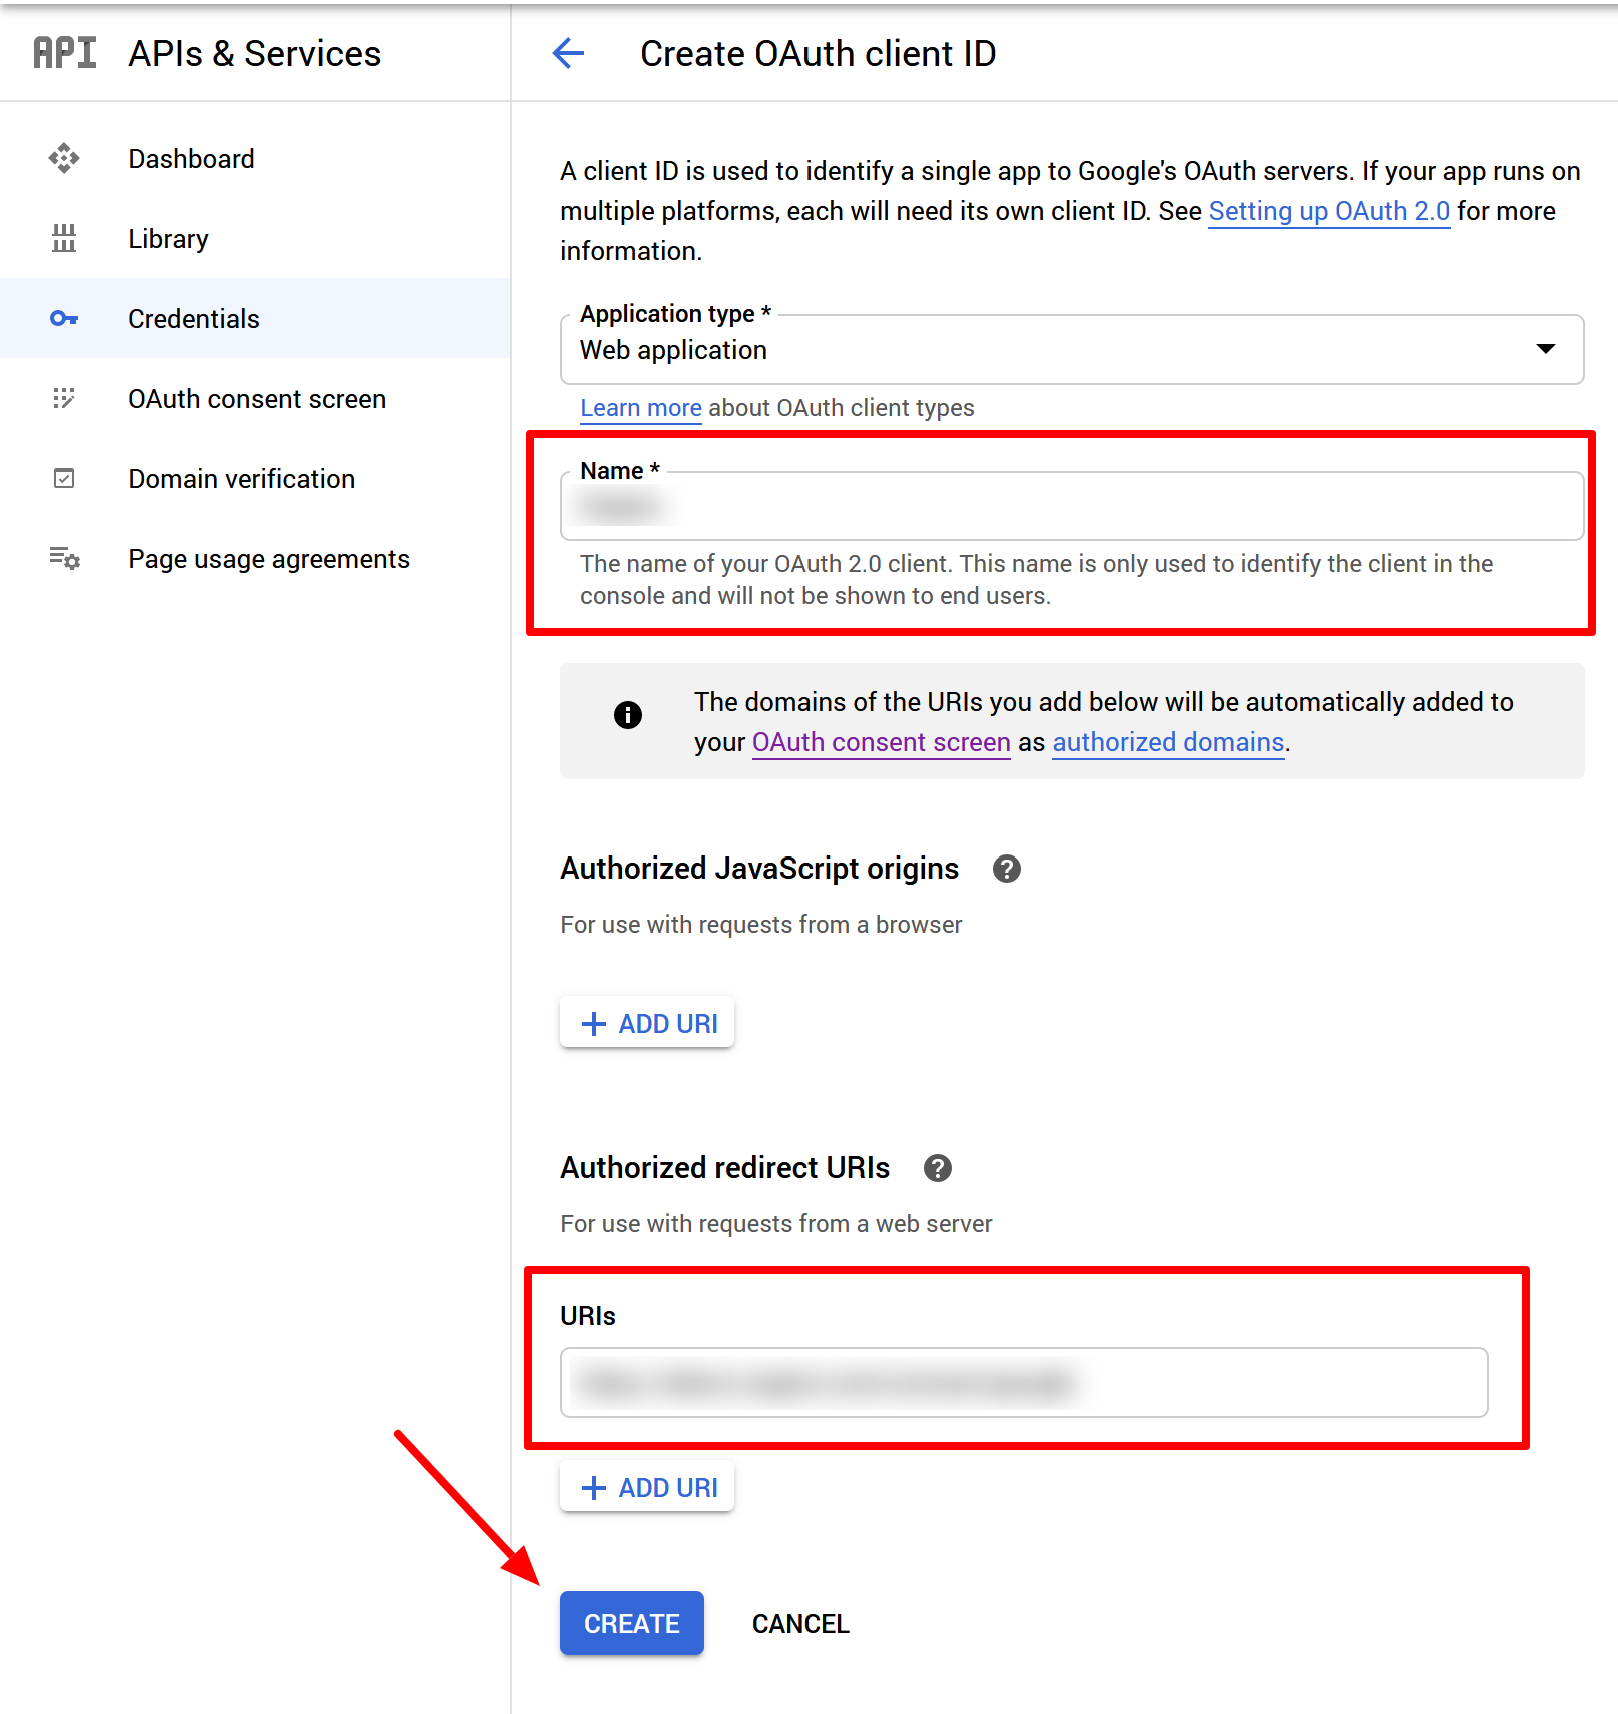 API APIs & Services
Create OAuth client ID
Dashboard
Library
Credentials
OAuth consent screen
Domain verification
Page usage agreements
A client ID is used to identify a single app to Google's OAuth servers. If your app runs on
multiple platforms, each will need its own client ID. See Setting up OAuth 2.0 for more
information.
Application type *
Web application
Learn more about OAuth client types
Name *
The name of your OAuth 2.0 client. This name is only used to identify the client in the
console and will not be shown to end users.
The domains of the URIs you add below will be automatically added to
your OAuth consent screen as authorized domains.
Authorized JavaScript origins
For use with requests from a browser
ADD URI
Authorized redirect URIs
For use with requests from a web server
URIs
ADD URI
CREATE
CANCEL